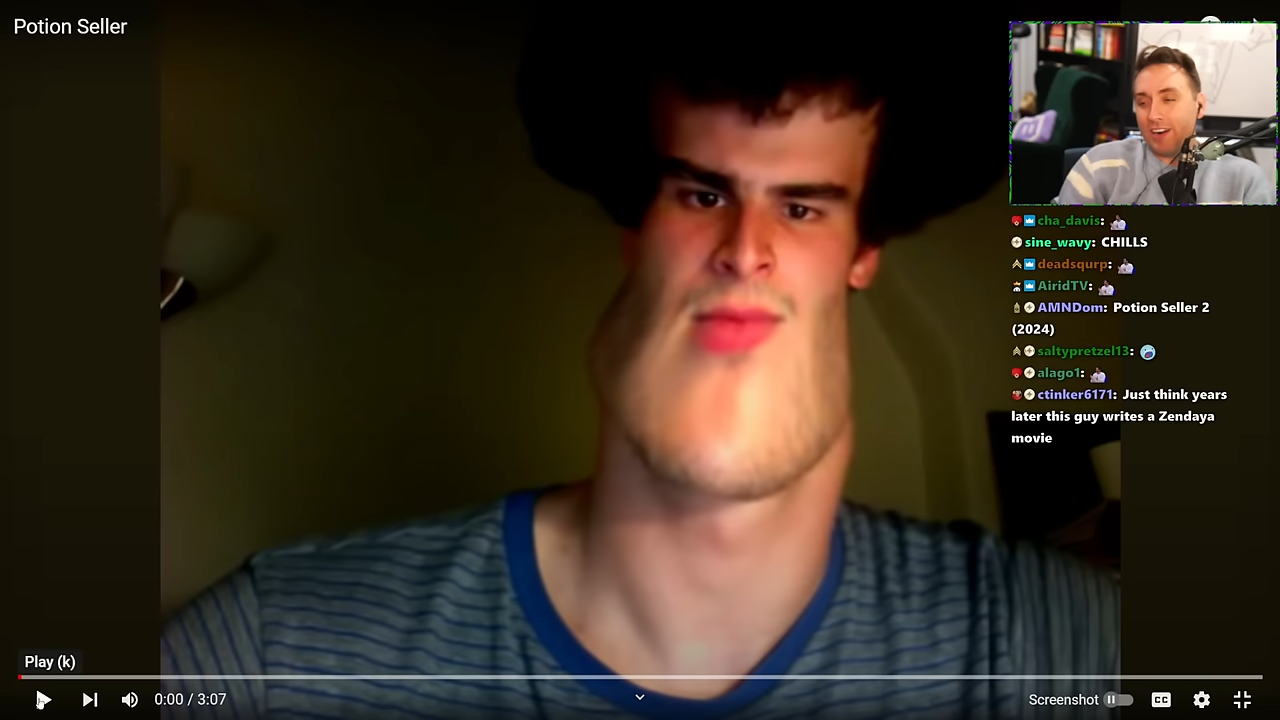 Potion Seller
cha_davis:
sine_wavy: CHILLS
deadsqurp:
AiridTV:
AMNDom: Potion Seller 2
(2024)
saltypretzel13:
alago1:
ctinker6171: Just think years
later this guy writes a Zendaya
movie
Play (k)
0:00 / 3:07
Screenshot
CC